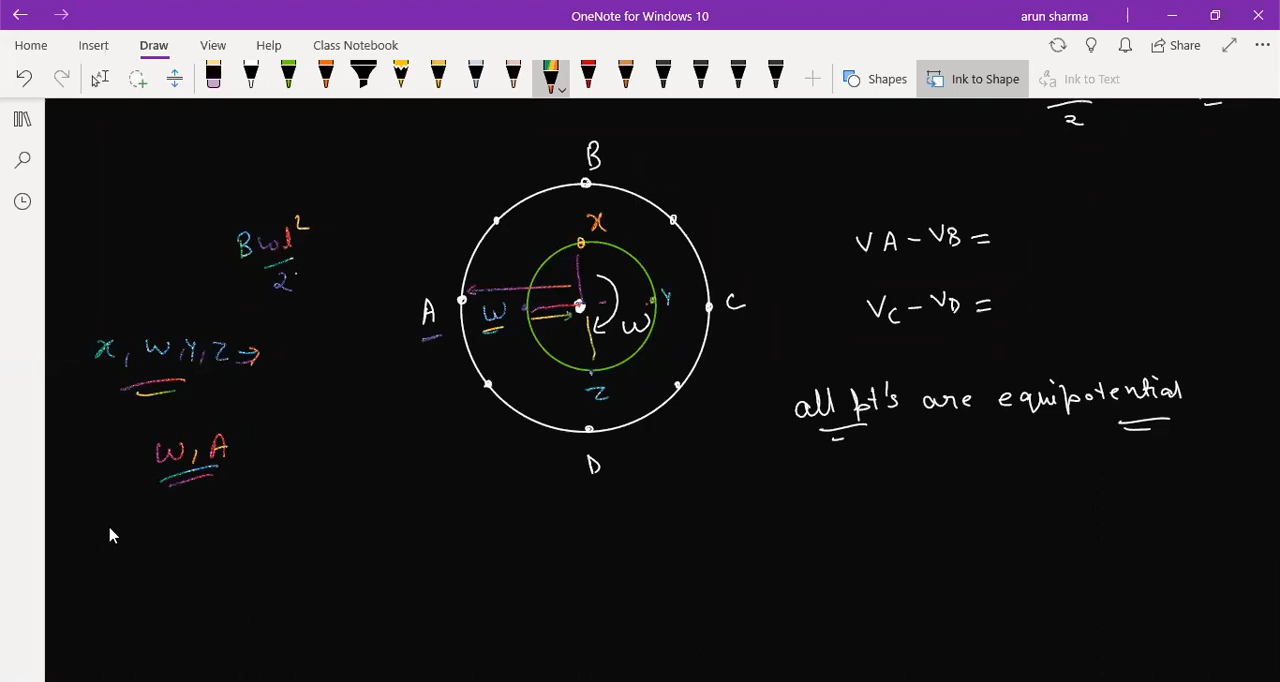 OneNote for Windows 10
arun sharma
Home Insert Draw View Help Class Notebook
Share
Shapes
Ink to Shape
Ink to Text
2
B
x
Bωl²
2
VA - VB =
A
W
Y
C
ω
VC - VD =
x, W, Y, Z →
Z
all pt's are equipotential
W, A
D